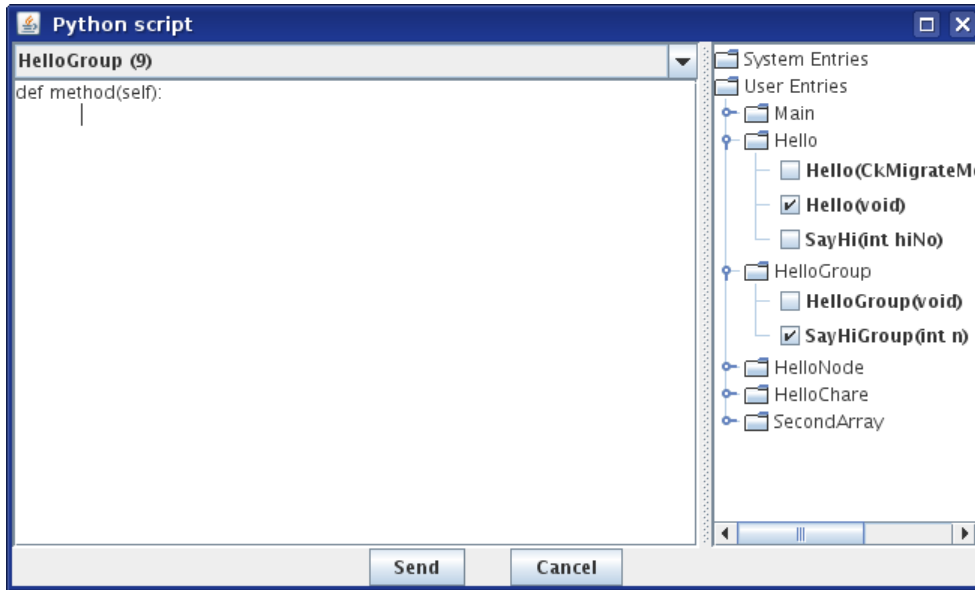 Python script
HelloGroup (9)
def method(self):
System Entries
User Entries
Main
Hello
Hello(CkMigrateM
Hello(void)
SayHi(int hiNo)
HelloGroup
HelloGroup(void)
SayHiGroup(int n)
HelloNode
HelloChare
SecondArray
Send Cancel